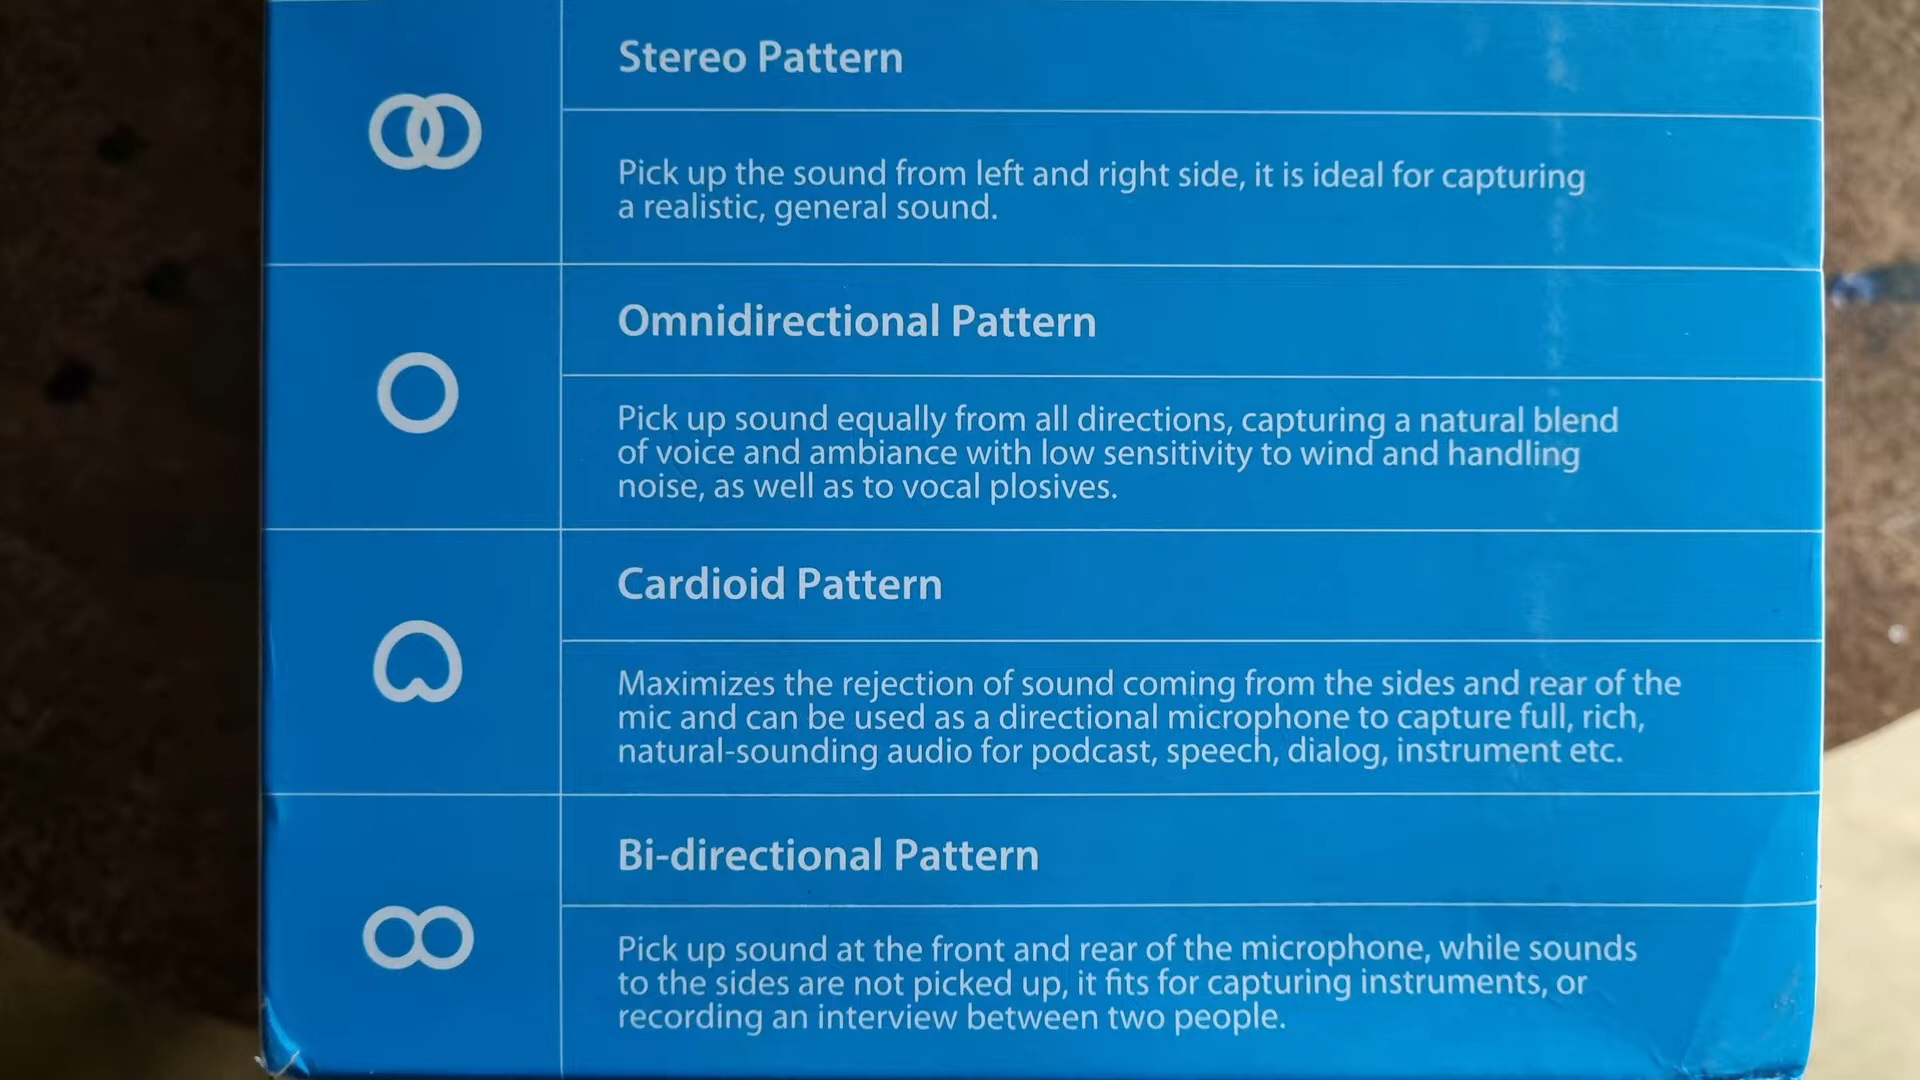 Stereo Pattern
Pick up the sound from left and right side, it is ideal for capturing
a realistic, general sound.
Omnidirectional Pattern
Pick up sound equally from all directions, capturing a natural blend
of voice and ambiance with low sensitivity to wind and handling
noise, as well as to vocal plosives.
Cardioid Pattern
Maximizes the rejection of sound coming from the sides and rear of the
mic and can be used as a directional microphone to capture full, rich,
natural-sounding audio for podcast, speech, dialog, instrument etc.
Bi-directional Pattern
Pick up sound at the front and rear of the microphone, while sounds
to the sides are not picked up, it fits for capturing instruments, or
recording an interview between two people.